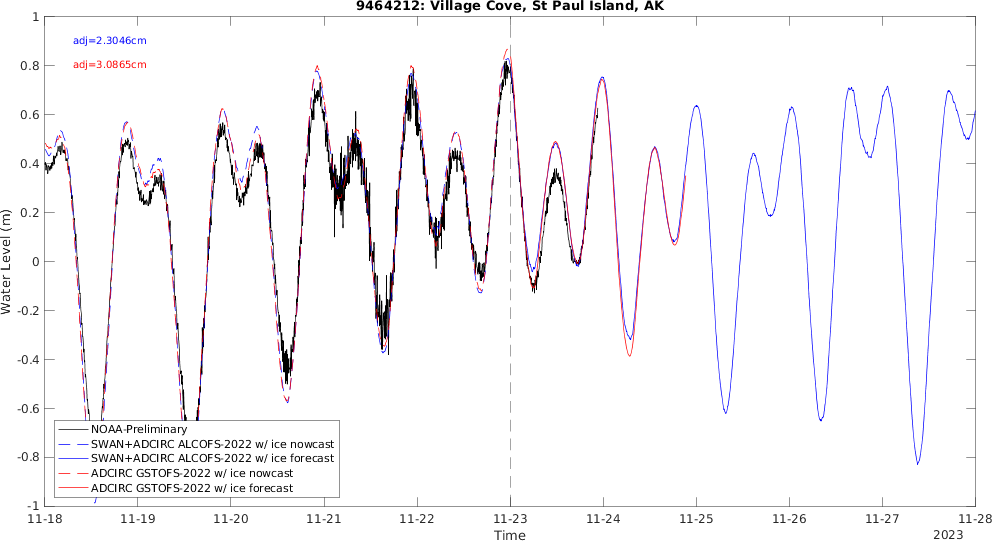 9464212: Village Cove, St Paul Island, AK
adj=2.3046cm
adj=3.0865cm
1
0.8
0.6
0.4
0.2
0
-0.2
-0.4
-0.6
-0.8
-1
Water Level (m)
NOAA-Preliminary
SWAN+ADCIRC ALCOFS-2022 w/ ice nowcast
SWAN+ADCIRC ALCOFS-2022 w/ ice forecast
ADCIRC GSTOFS-2022 w/ ice nowcast
ADCIRC GSTOFS-2022 w/ ice forecast
11-18 11-19 11-20 11-21 11-22 11-23 11-24 11-25 11-26 11-27 11-28
Time
2023